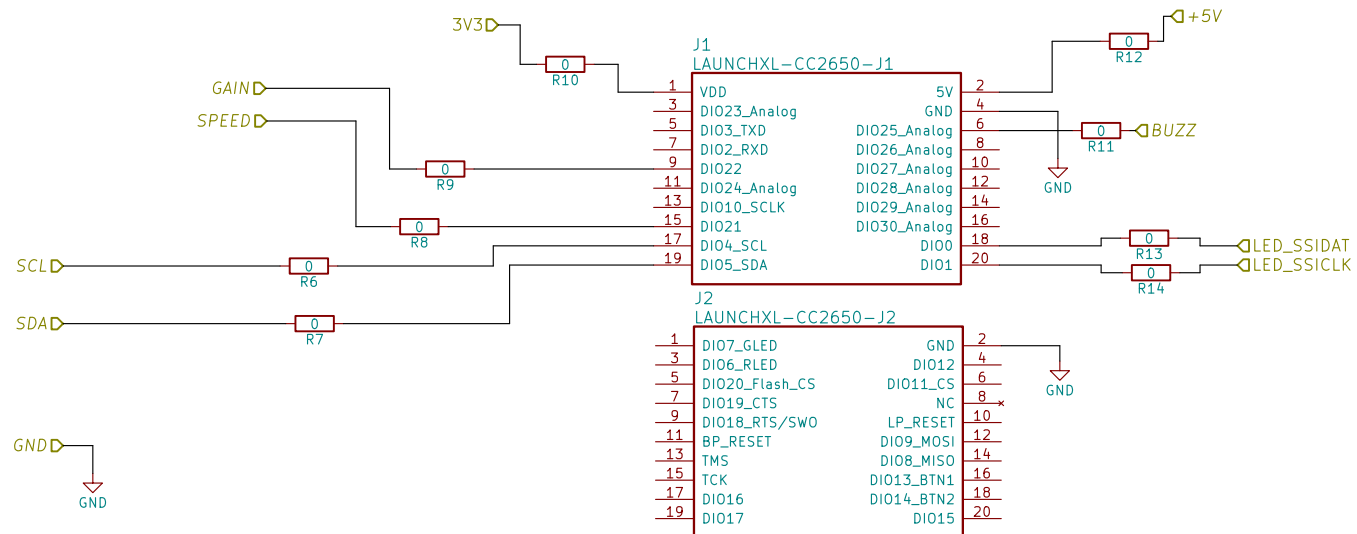 3V3
0
R10
GAIN
SPEED
0
R9
0
R8
SCL
0
R6
SDA
0
R7
GND
GND
J1
LAUNCHXL-CC2650-J1
1 VDD 5V 2
3 DIO23_Analog GND 4
5 DIO3_TXD DIO25_Analog 6
7 DIO2_RXD DIO26_Analog 8
9 DIO22 DIO27_Analog 10
11 DIO24_Analog DIO28_Analog 12
13 DIO10_SCLK DIO29_Analog 14
15 DIO21 DIO30_Analog 16
17 DIO4_SCL DIO0 18
19 DIO5_SDA DIO1 20
+5V
0
R12
0
R11
BUZZ
GND
0
R13
LED_SSIDAT
0
R14
LED_SSICLK
J2
LAUNCHXL-CC2650-J2
1 DIO7_GLED GND 2
3 DIO6_RLED DIO12 4
5 DIO20_Flash_CS DIO11_CS 6
7 DIO19_CTS NC 8
9 DIO18_RTS/SWO LP_RESET 10
11 BP_RESET DIO9_MOSI 12
13 TMS DIO8_MISO 14
15 TCK DIO13_BTN1 16
17 DIO16 DIO14_BTN2 18
19 DIO17 DIO15 20
GND